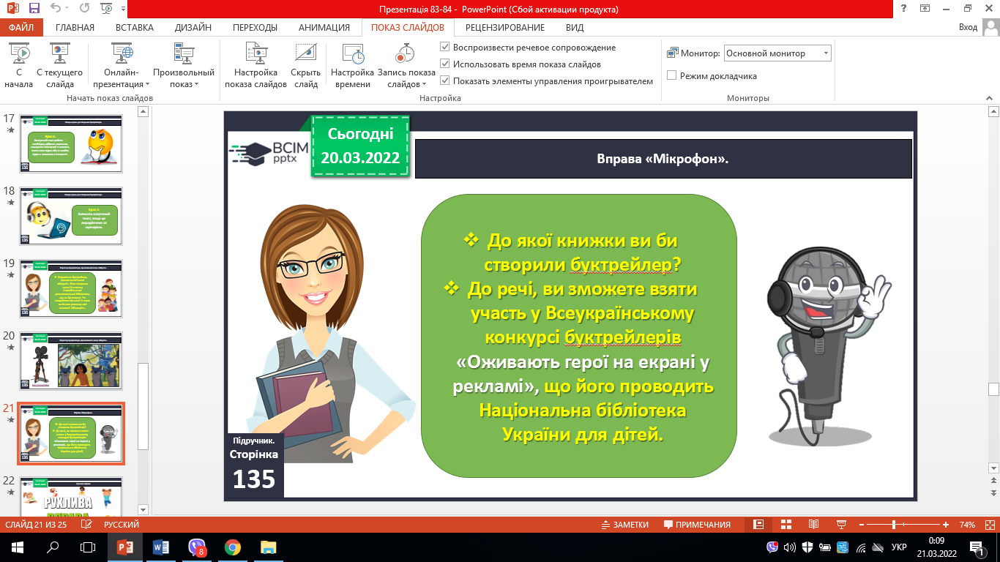 Презентація 83-84 - PowerPoint (Сбой активации продукта)
ФАЙЛ ГЛАВНАЯ ВСТАВКА ДИЗАЙН ПЕРЕХОДЫ АНИМАЦИЯ ПОКАЗ СЛАЙДОВ РЕЦЕНЗИРОВАНИЕ ВИД Вход
С начала
С текущего слайда
Онлайн-презентация
Произвольный показ
Начать показ слайдов
Настройка показа слайдов
Скрыть слайд
Настройка времени
Запись показа слайдов
Воспроизвести речевое сопровождение
Использовать время показа слайдов
Показать элементы управления проигрывателем
Настройка
Монитор: Основной монитор
Режим докладчика
Мониторы
17
18
19
20
21
22
РУХЛИВА
Сьогодні
20.03.2022
ВСІМ
pptx
Вправа «Мікрофон».
До якої книжки ви би
створили буктрейлер?
До речі, ви зможете взяти
участь у Всеукраїнському
конкурсі буктрейлерів
«Оживають герої на екрані у
рекламі», що його проводить
Національна бібліотека
України для дітей.
Підручник.
Сторінка
135
СЛАЙД 21 ИЗ 25 РУССКИЙ ЗАМЕТКИ ПРИМЕЧАНИЯ 74%
8 УКР 0:09
21.03.2022 1